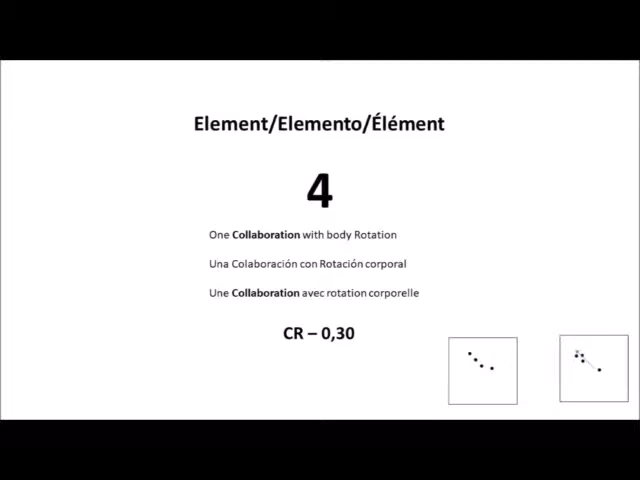 Element/Elemento/Élément
4
One Collaboration with body Rotation
Una Colaboración con Rotación corporal
Une Collaboration avec rotation corporelle
CR – 0,30